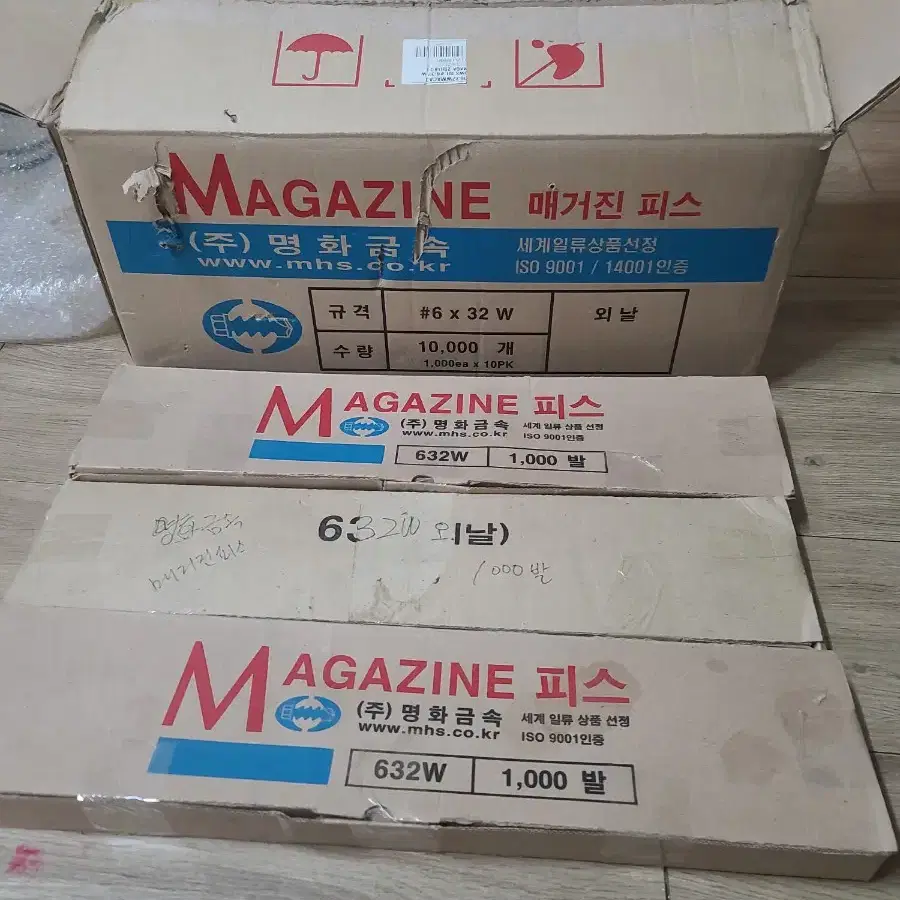 MAGAZINE 매거진 피스
(주) 명화금속 세계일류상품선정
www.mhs.co.kr ISO 9001 / 14001인증
규격 #6 x 32 W 외날
수량 10,000 개
1,000ea x 10PK
MAGAZINE 피스
(주) 명화금속 세계 일류 상품 선정
www.mhs.co.kr ISO 9001인증
632W 1,000 발
명화금속 632W 외날)
매거진피스 1000발
MAGAZINE 피스
(주) 명화금속 세계 일류 상품 선정
www.mhs.co.kr ISO 9001인증
632W 1,000 발